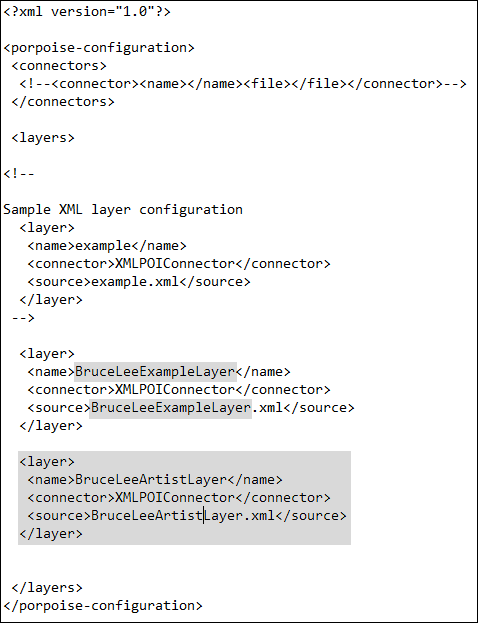 <?xml version="1.0"?>
<porpoise-configuration>
<connectors>
<!--<connector><name></name><file></file></connector>-->
</connectors>
<layers>
<!--
Sample XML layer configuration
<layer>
<name>example</name>
<connector>XMLPOIConnector</connector>
<source>example.xml</source>
</layer>
-->
<layer>
<name>BruceLeeExampleLayer</name>
<connector>XMLPOIConnector</connector>
<source>BruceLeeExampleLayer.xml</source>
</layer>
<layer>
<name>BruceLeeArtistLayer</name>
<connector>XMLPOIConnector</connector>
<source>BruceLeeArtistLayer.xml</source>
</layer>
</layers>
</porpoise-configuration>